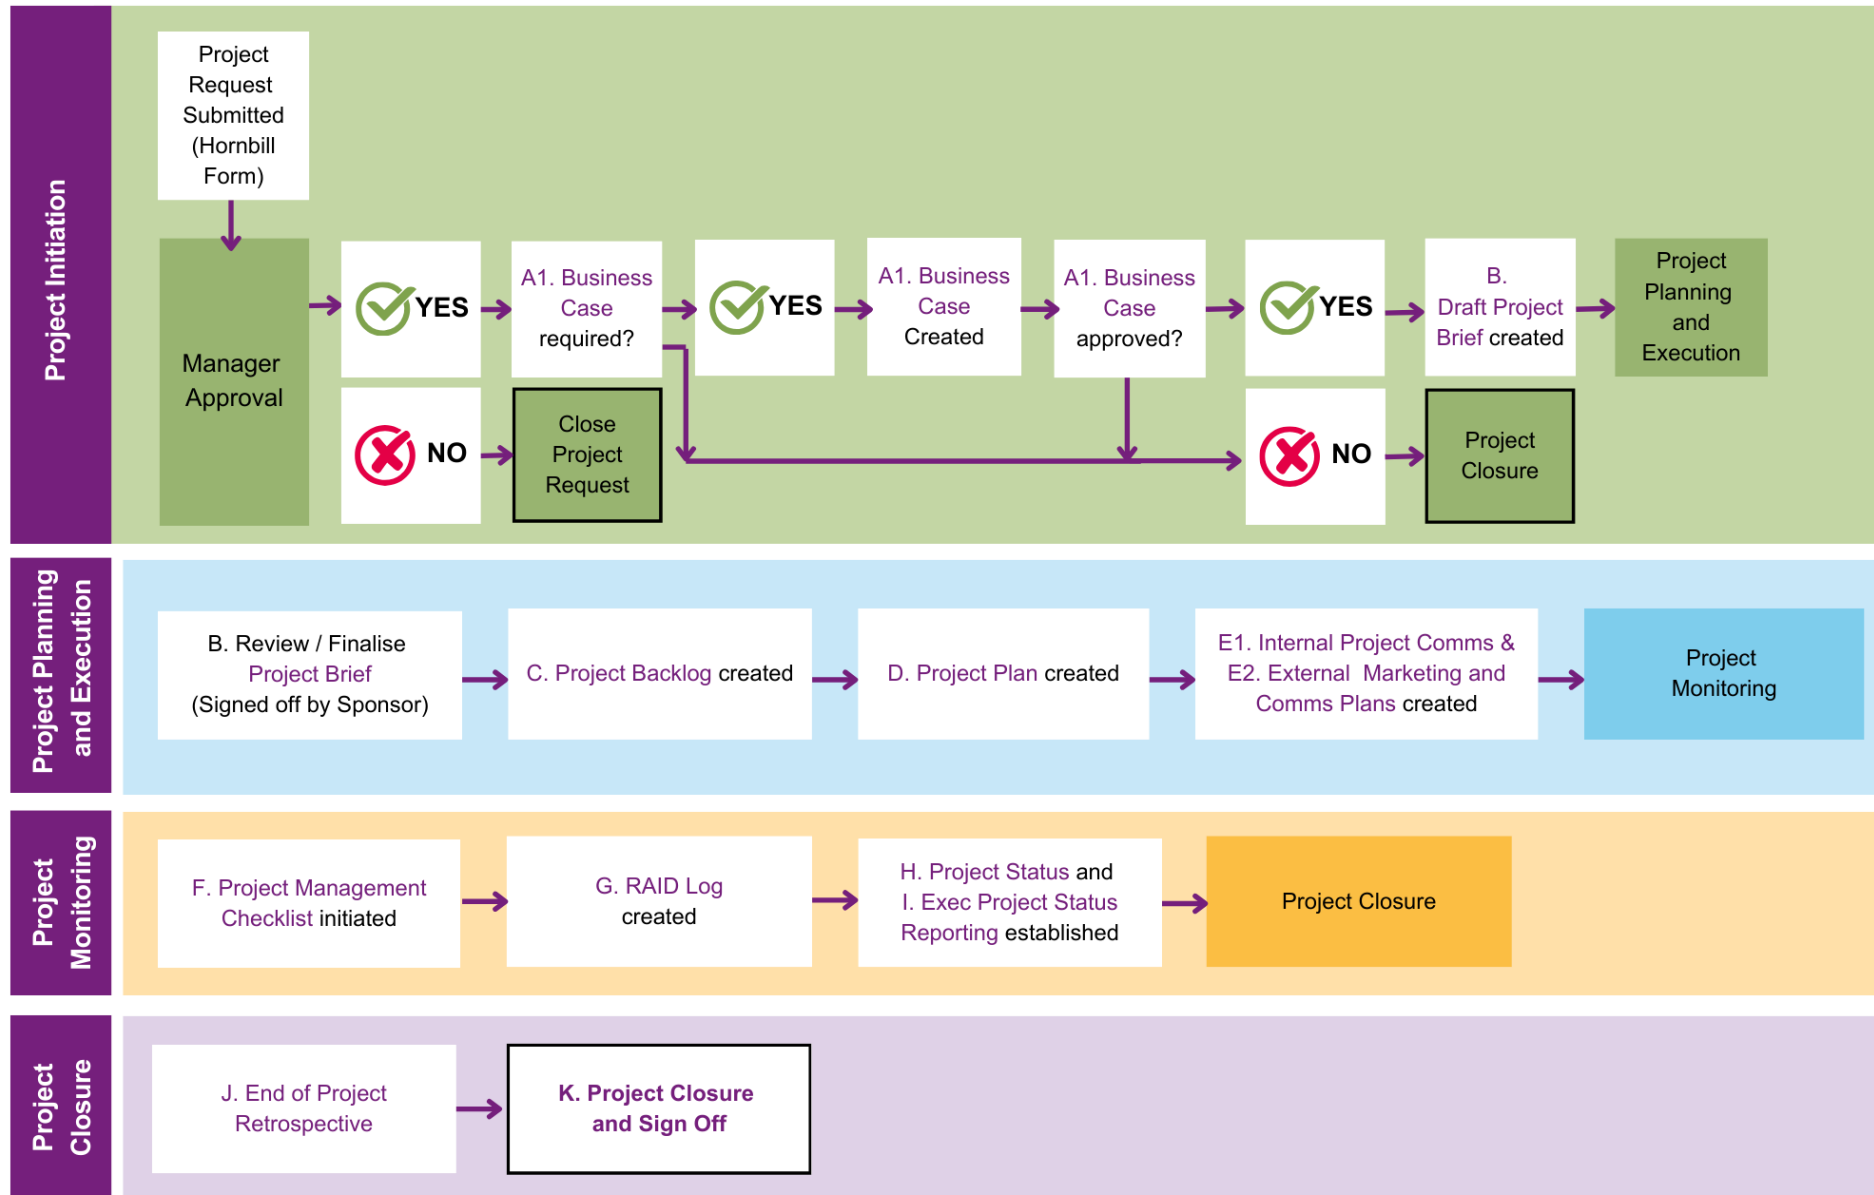 Project Initiation
Project
Request
Submitted
(Hornbill
Form)
Manager
Approval
YES
A1. Business
Case
required?
YES
A1. Business
Case
Created
A1. Business
Case
approved?
YES
B.
Draft Project
Brief created
Project
Planning
and
Execution
NO
Close
Project
Request
NO
Project
Closure
Project Planning
and Execution
B. Review / Finalise
Project Brief
(Signed off by Sponsor)
C. Project Backlog created
D. Project Plan created
E1. Internal Project Comms &
E2. External Marketing and
Comms Plans created
Project
Monitoring
Project
Monitoring
F. Project Management
Checklist initiated
G. RAID Log
created
H. Project Status and
I. Exec Project Status
Reporting established
Project Closure
Project
Closure
J. End of Project
Retrospective
K. Project Closure
and Sign Off